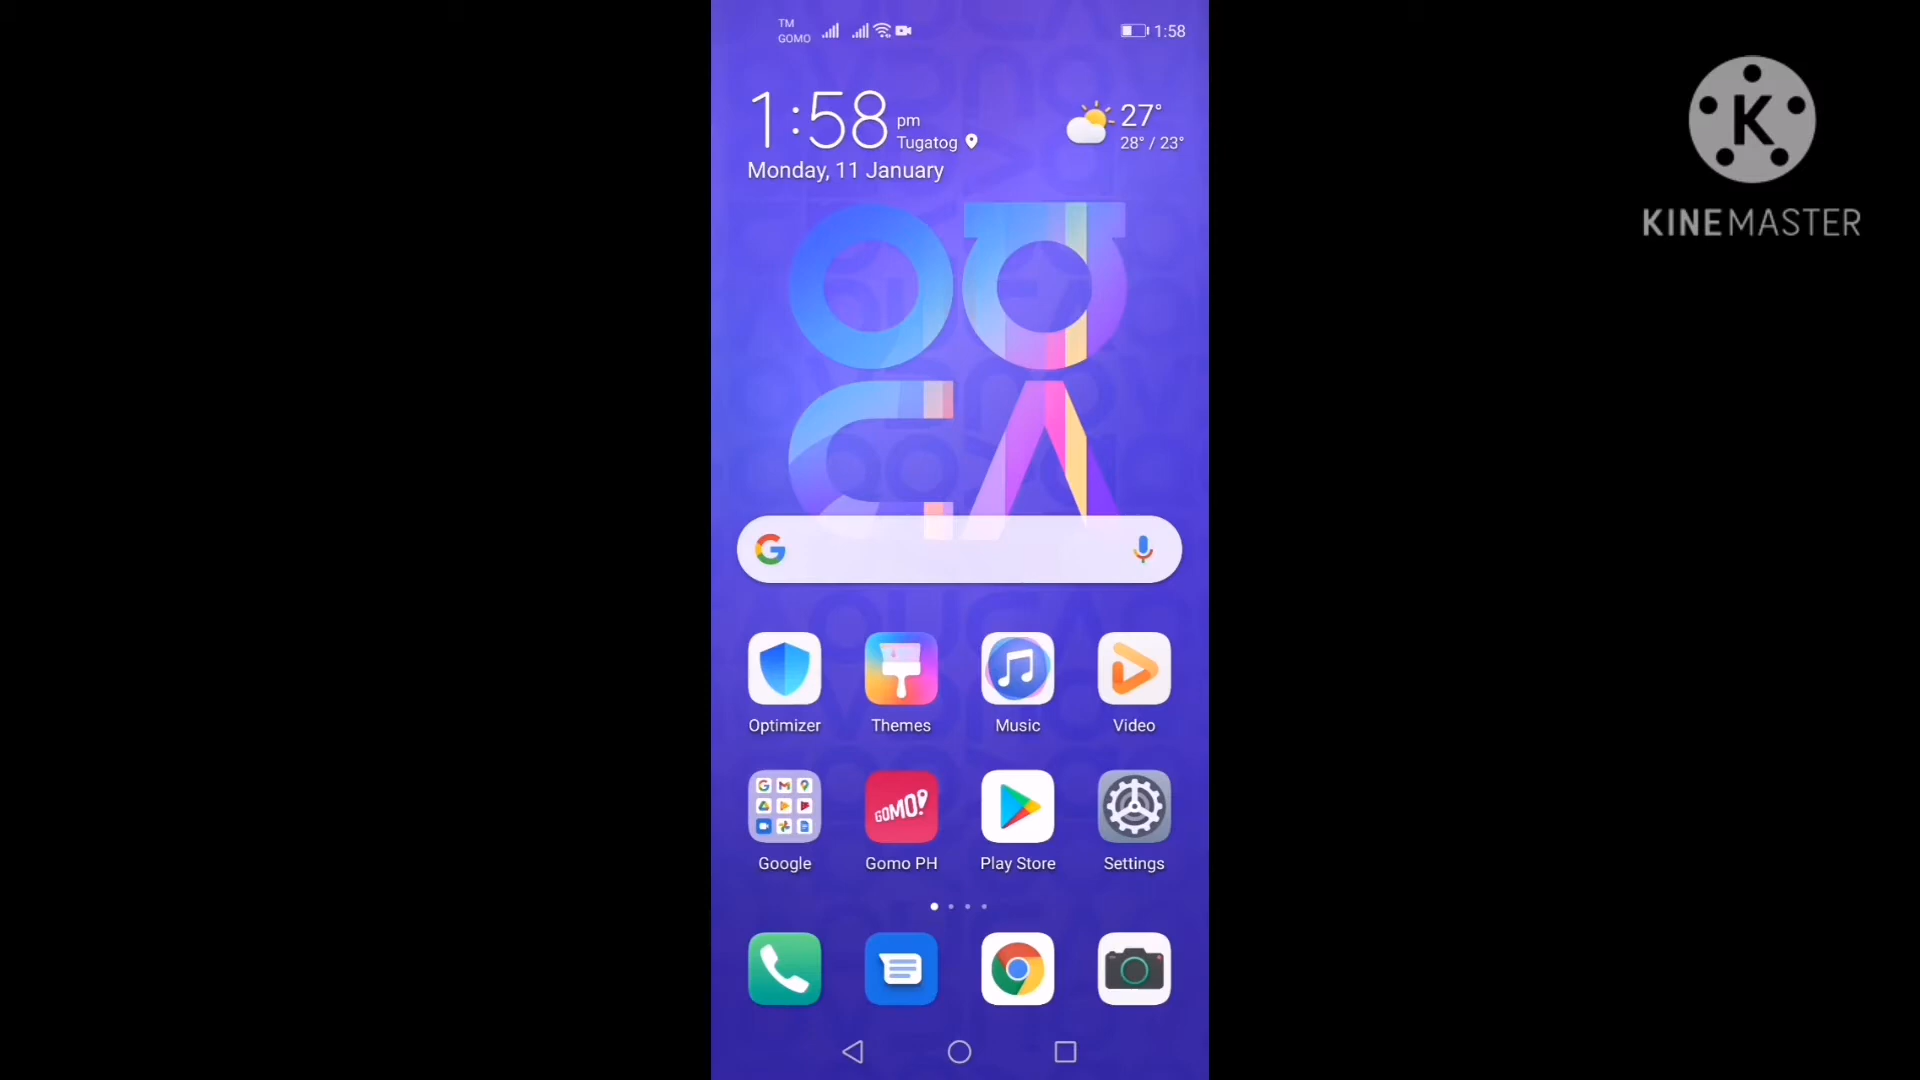 TM
GOMO
1:58
1:58 pm
Tugatog
27°
28° / 23°
Monday, 11 January
K
KINEMASTER
Optimizer
Themes
Music
Video
GOMO!
Google
Gomo PH
Play Store
Settings